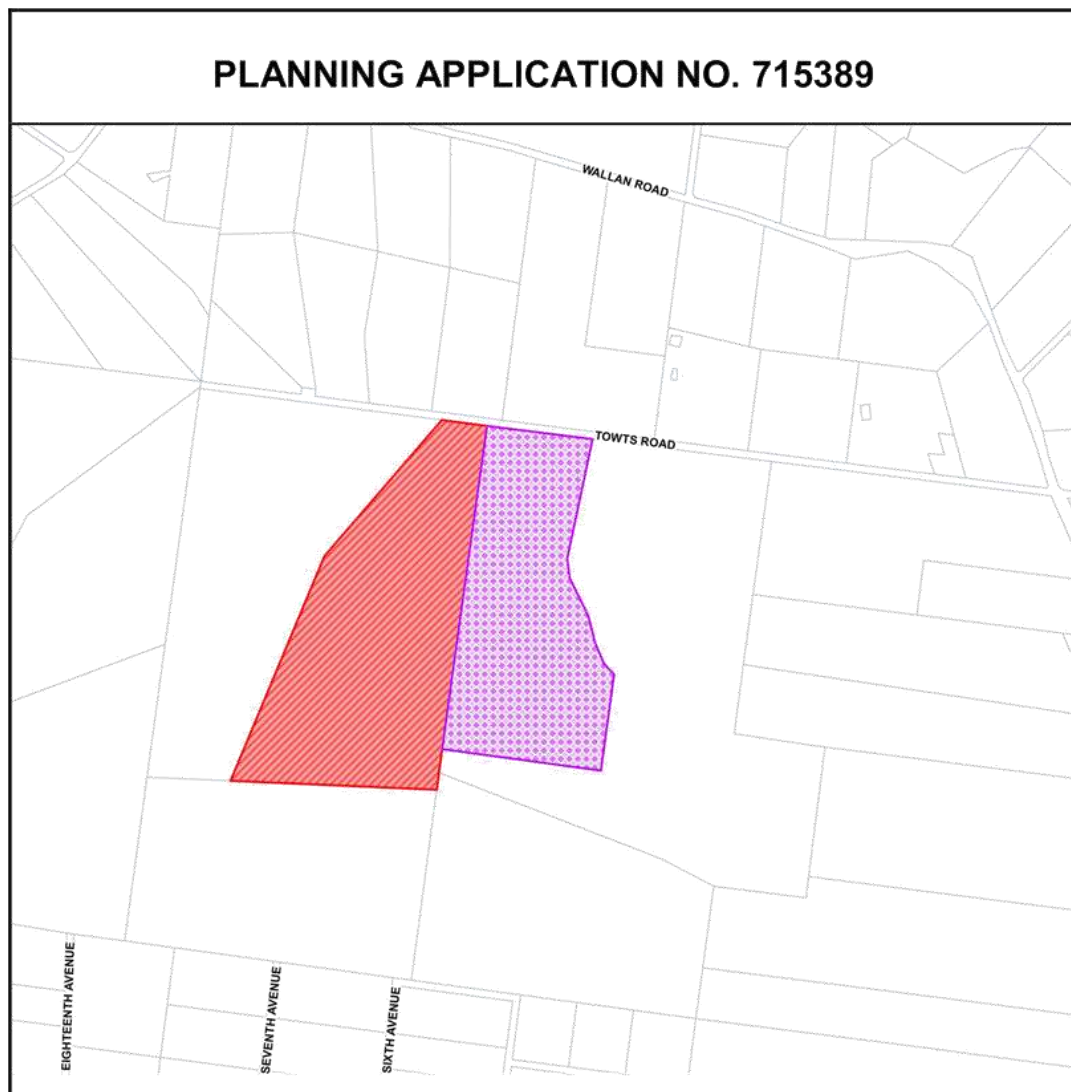 PLANNING APPLICATION NO. 715389
WALLAN ROAD
TOWTS ROAD
EIGHTEENTH AVENUE
SEVENTH AVENUE
SIXTH AVENUE